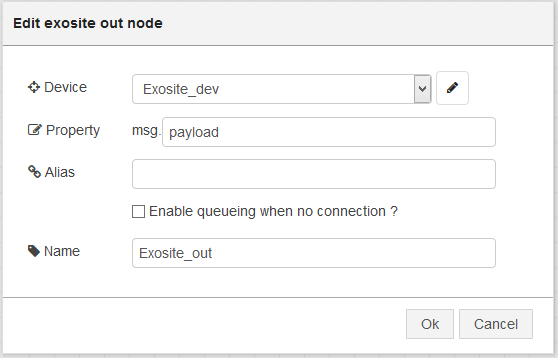 Edit exosite out node
Device Exosite_dev
Property msg. payload
Alias
Enable queueing when no connection ?
Name Exosite_out
Ok Cancel